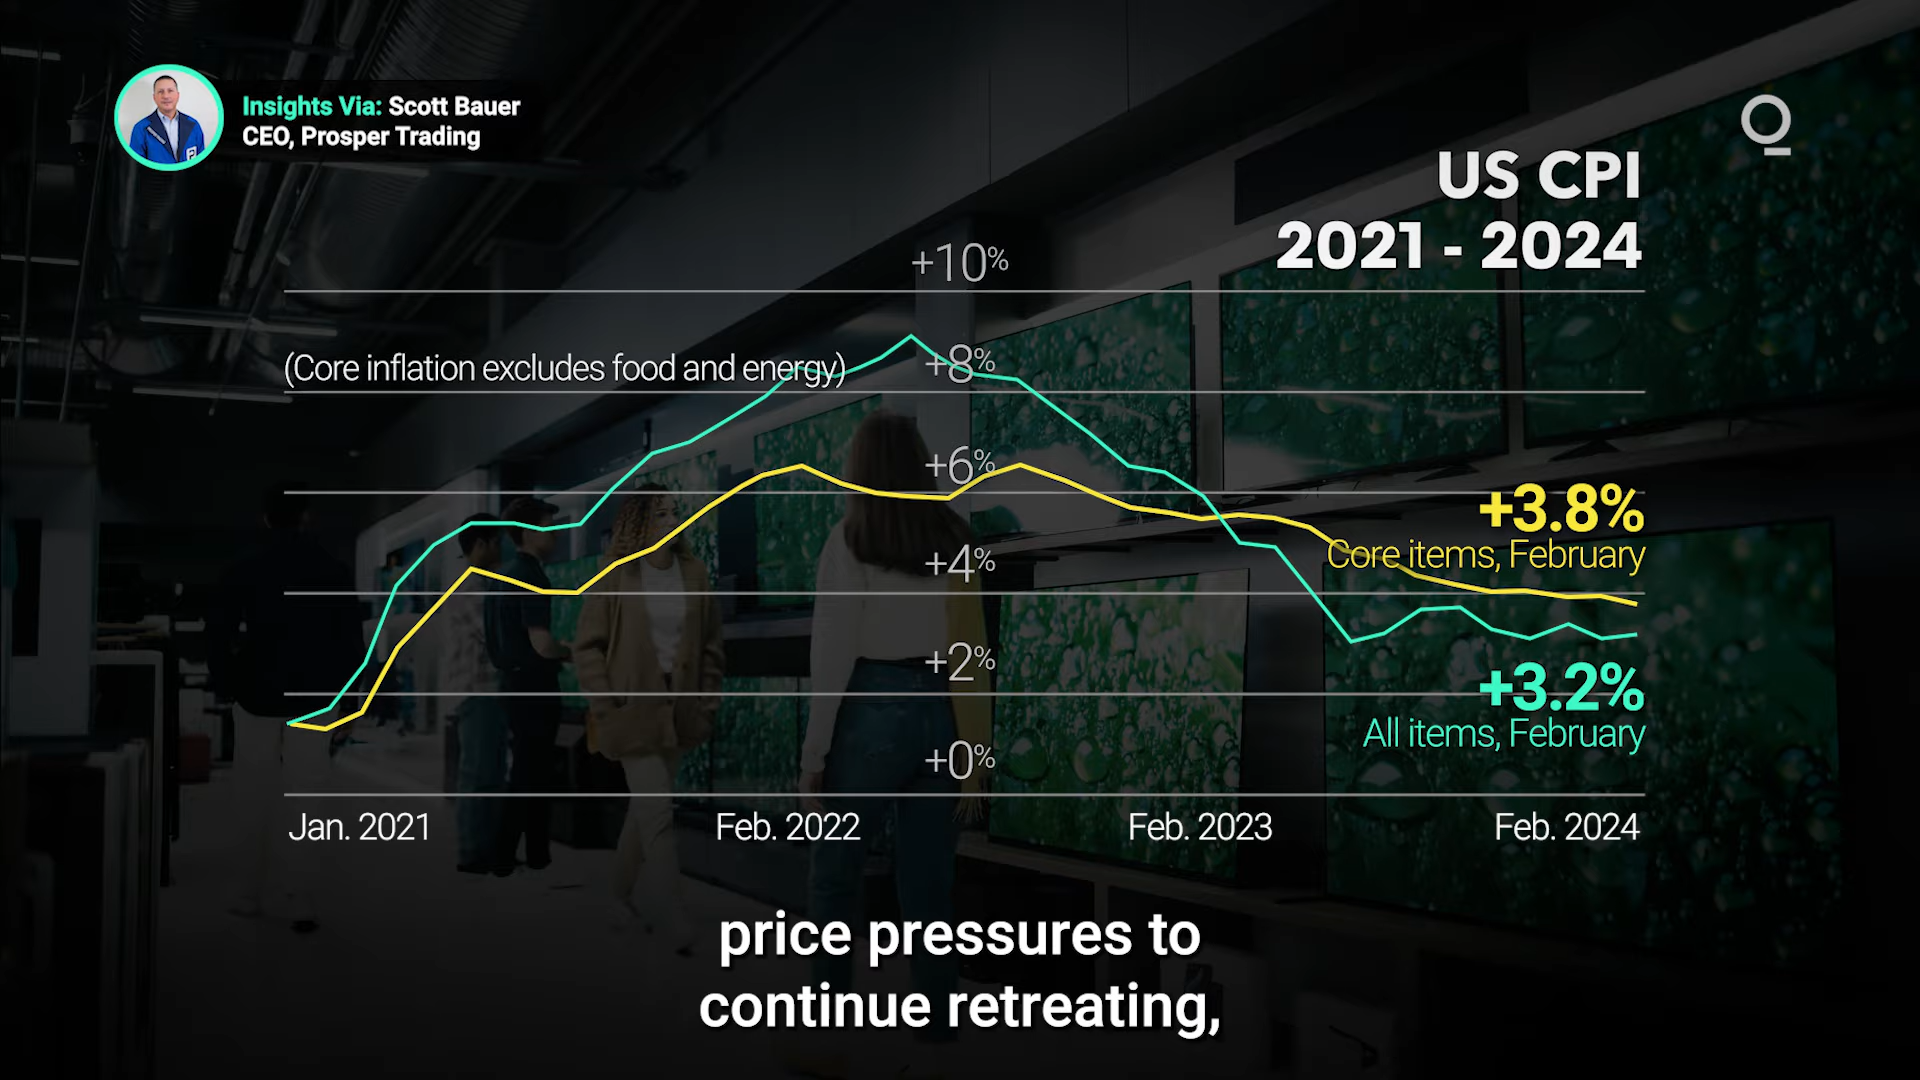 Insights Via: Scott Bauer
CEO, Prosper Trading
US CPI
2021 - 2024
+10%
(Core inflation excludes food and energy)
+8%
+6%
+3.8%
Core items, February
+4%
+2%
+3.2%
All items, February
+0%
Jan. 2021
Feb. 2022
Feb. 2023
Feb. 2024
price pressures to
continue retreating,